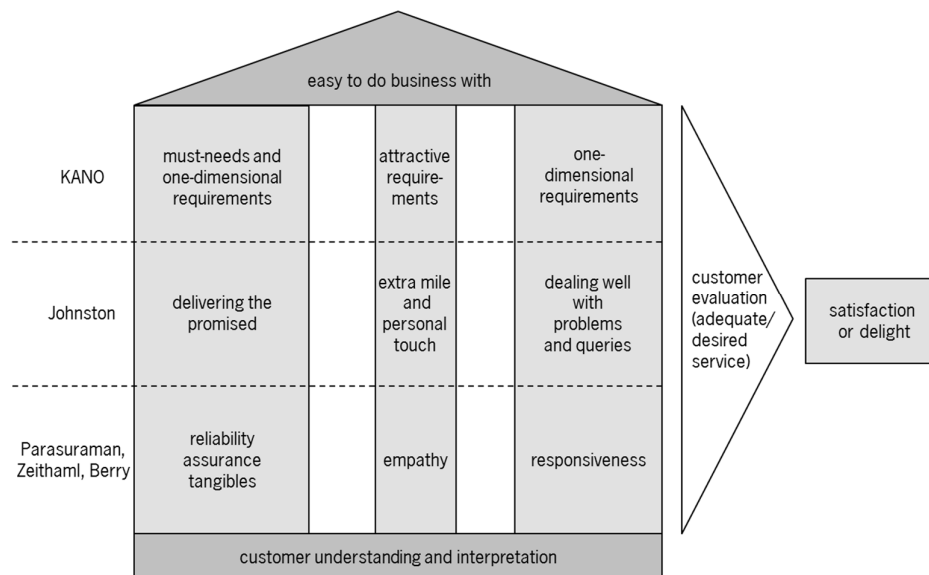 easy to do business with
KANO
must-needs and
one-dimensional
requirements
attractive
require-
ments
one-
dimensional
requirements
Johnston
delivering the
promised
extra mile
and
personal
touch
dealing well
with
problems
and queries
Parasuraman,
Zeithaml, Berry
reliability
assurance
tangibles
empathy
responsiveness
customer understanding and interpretation
customer
evaluation
(adequate/
desired
service)
satisfaction
or delight